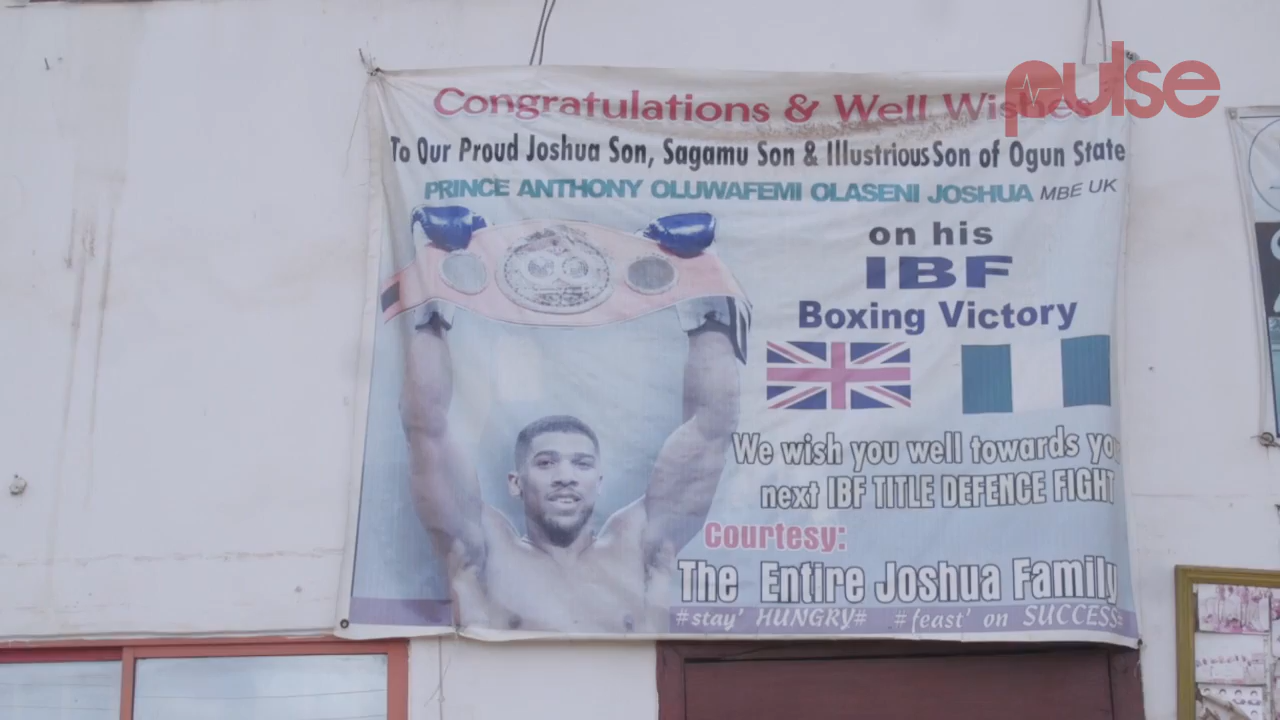 pulse
Congratulations & Well Wishes
To Our Proud Joshua Son, Sagamu Son & Illustrious Son of Ogun State
PRINCE ANTHONY OLUWAFEMI OLASENI JOSHUA MBE UK
on his
IBF
Boxing Victory
We wish you well towards yo
next IBF TITLE DEFENCE FIGHT
Courtesy:
The Entire Joshua Family
#stay' HUNGRY# #feast' on SUCCESS#